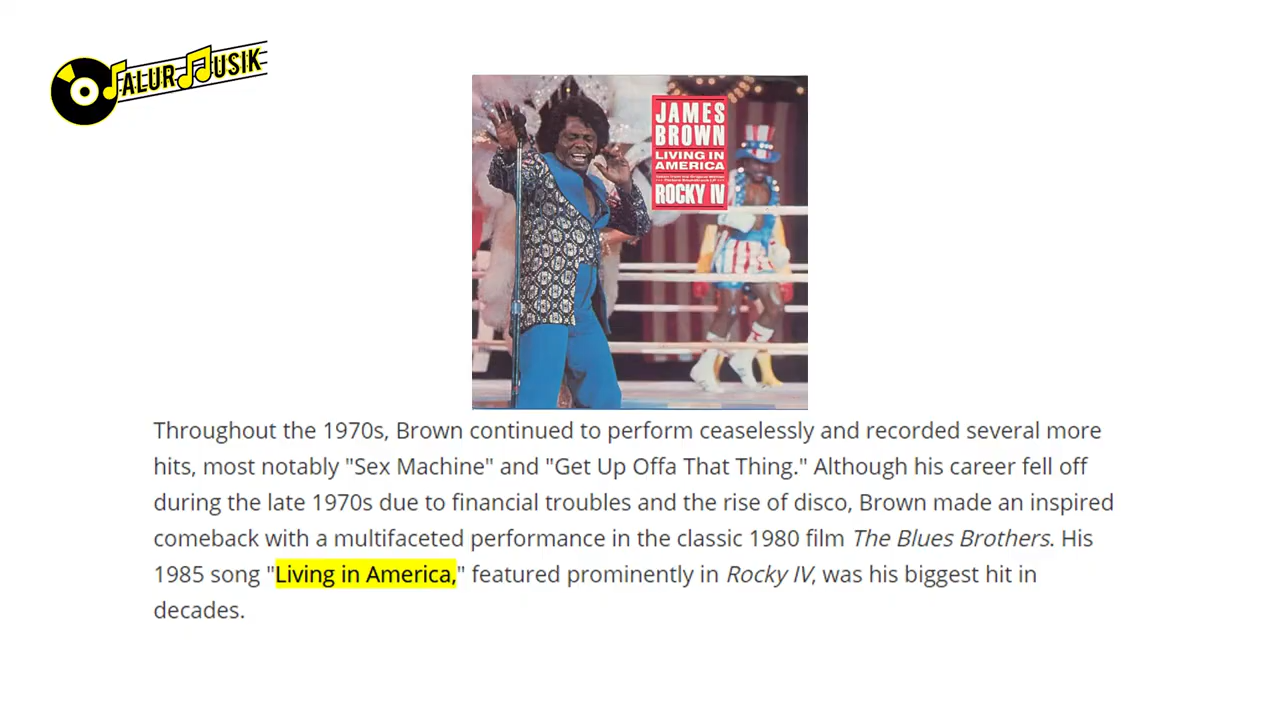 JALUR MUSIK
JAMES
BROWN
LIVING IN
AMERICA
ROCKY IV
Throughout the 1970s, Brown continued to perform ceaselessly and recorded several more
hits, most notably "Sex Machine" and "Get Up Offa That Thing." Although his career fell off
during the late 1970s due to financial troubles and the rise of disco, Brown made an inspired
comeback with a multifaceted performance in the classic 1980 film The Blues Brothers. His
1985 song "Living in America," featured prominently in Rocky IV, was his biggest hit in
decades.